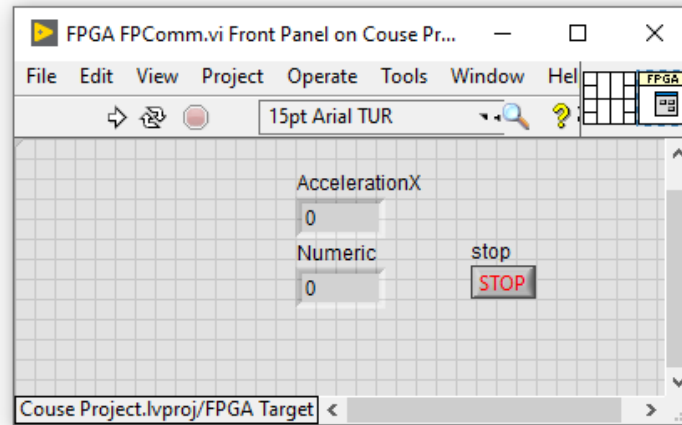 FPGA FPComm.vi Front Panel on Couse Pr...
File Edit View Project Operate Tools Window Hel
FPGA
15pt Arial TUR
AccelerationX
0
Numeric
0
stop
STOP
Couse Project.lvproj/FPGA Target